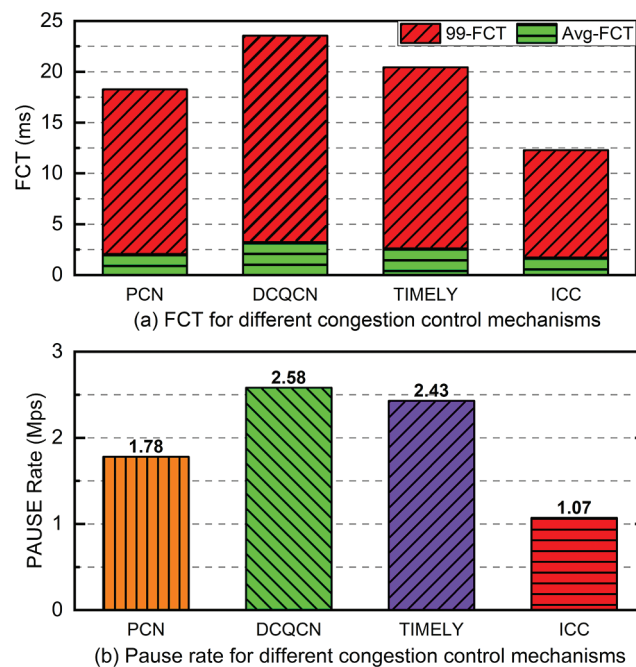 25
20
15
10
5
0
FCT (ms)
99-FCT Avg-FCT
PCN DCQCN TIMELY ICC
(a) FCT for different congestion control mechanisms
3
2
1
0
PAUSE Rate (Mps)
1.78 2.58 2.43 1.07
PCN DCQCN TIMELY ICC
(b) Pause rate for different congestion control mechanisms